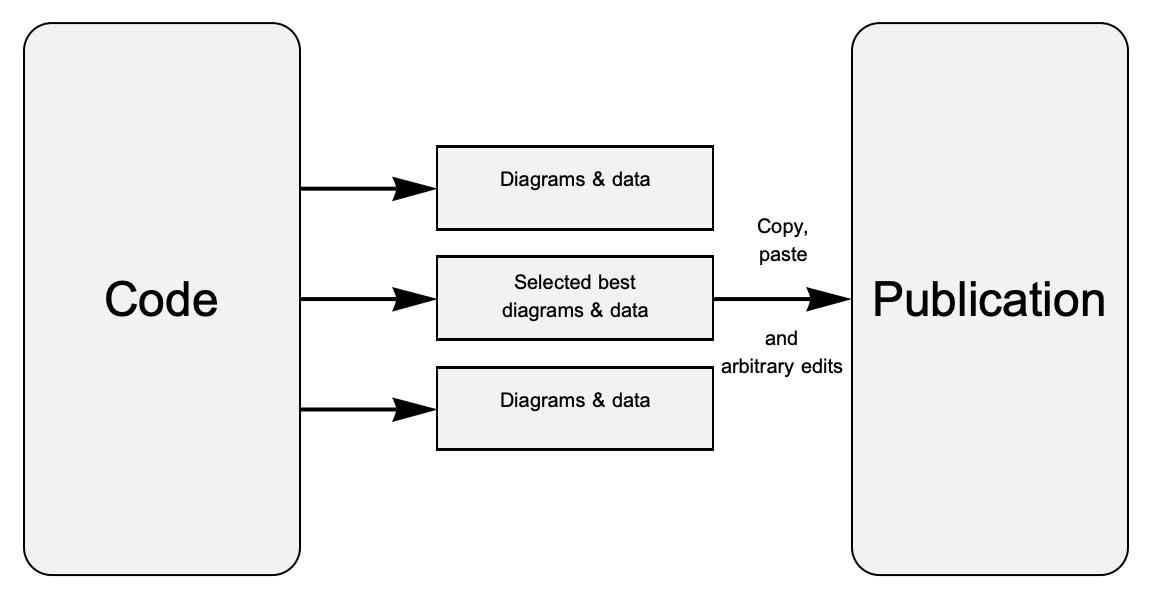 Code
Diagrams & data
Selected best
diagrams & data
Diagrams & data
Copy,
paste
and
arbitrary edits
Publication